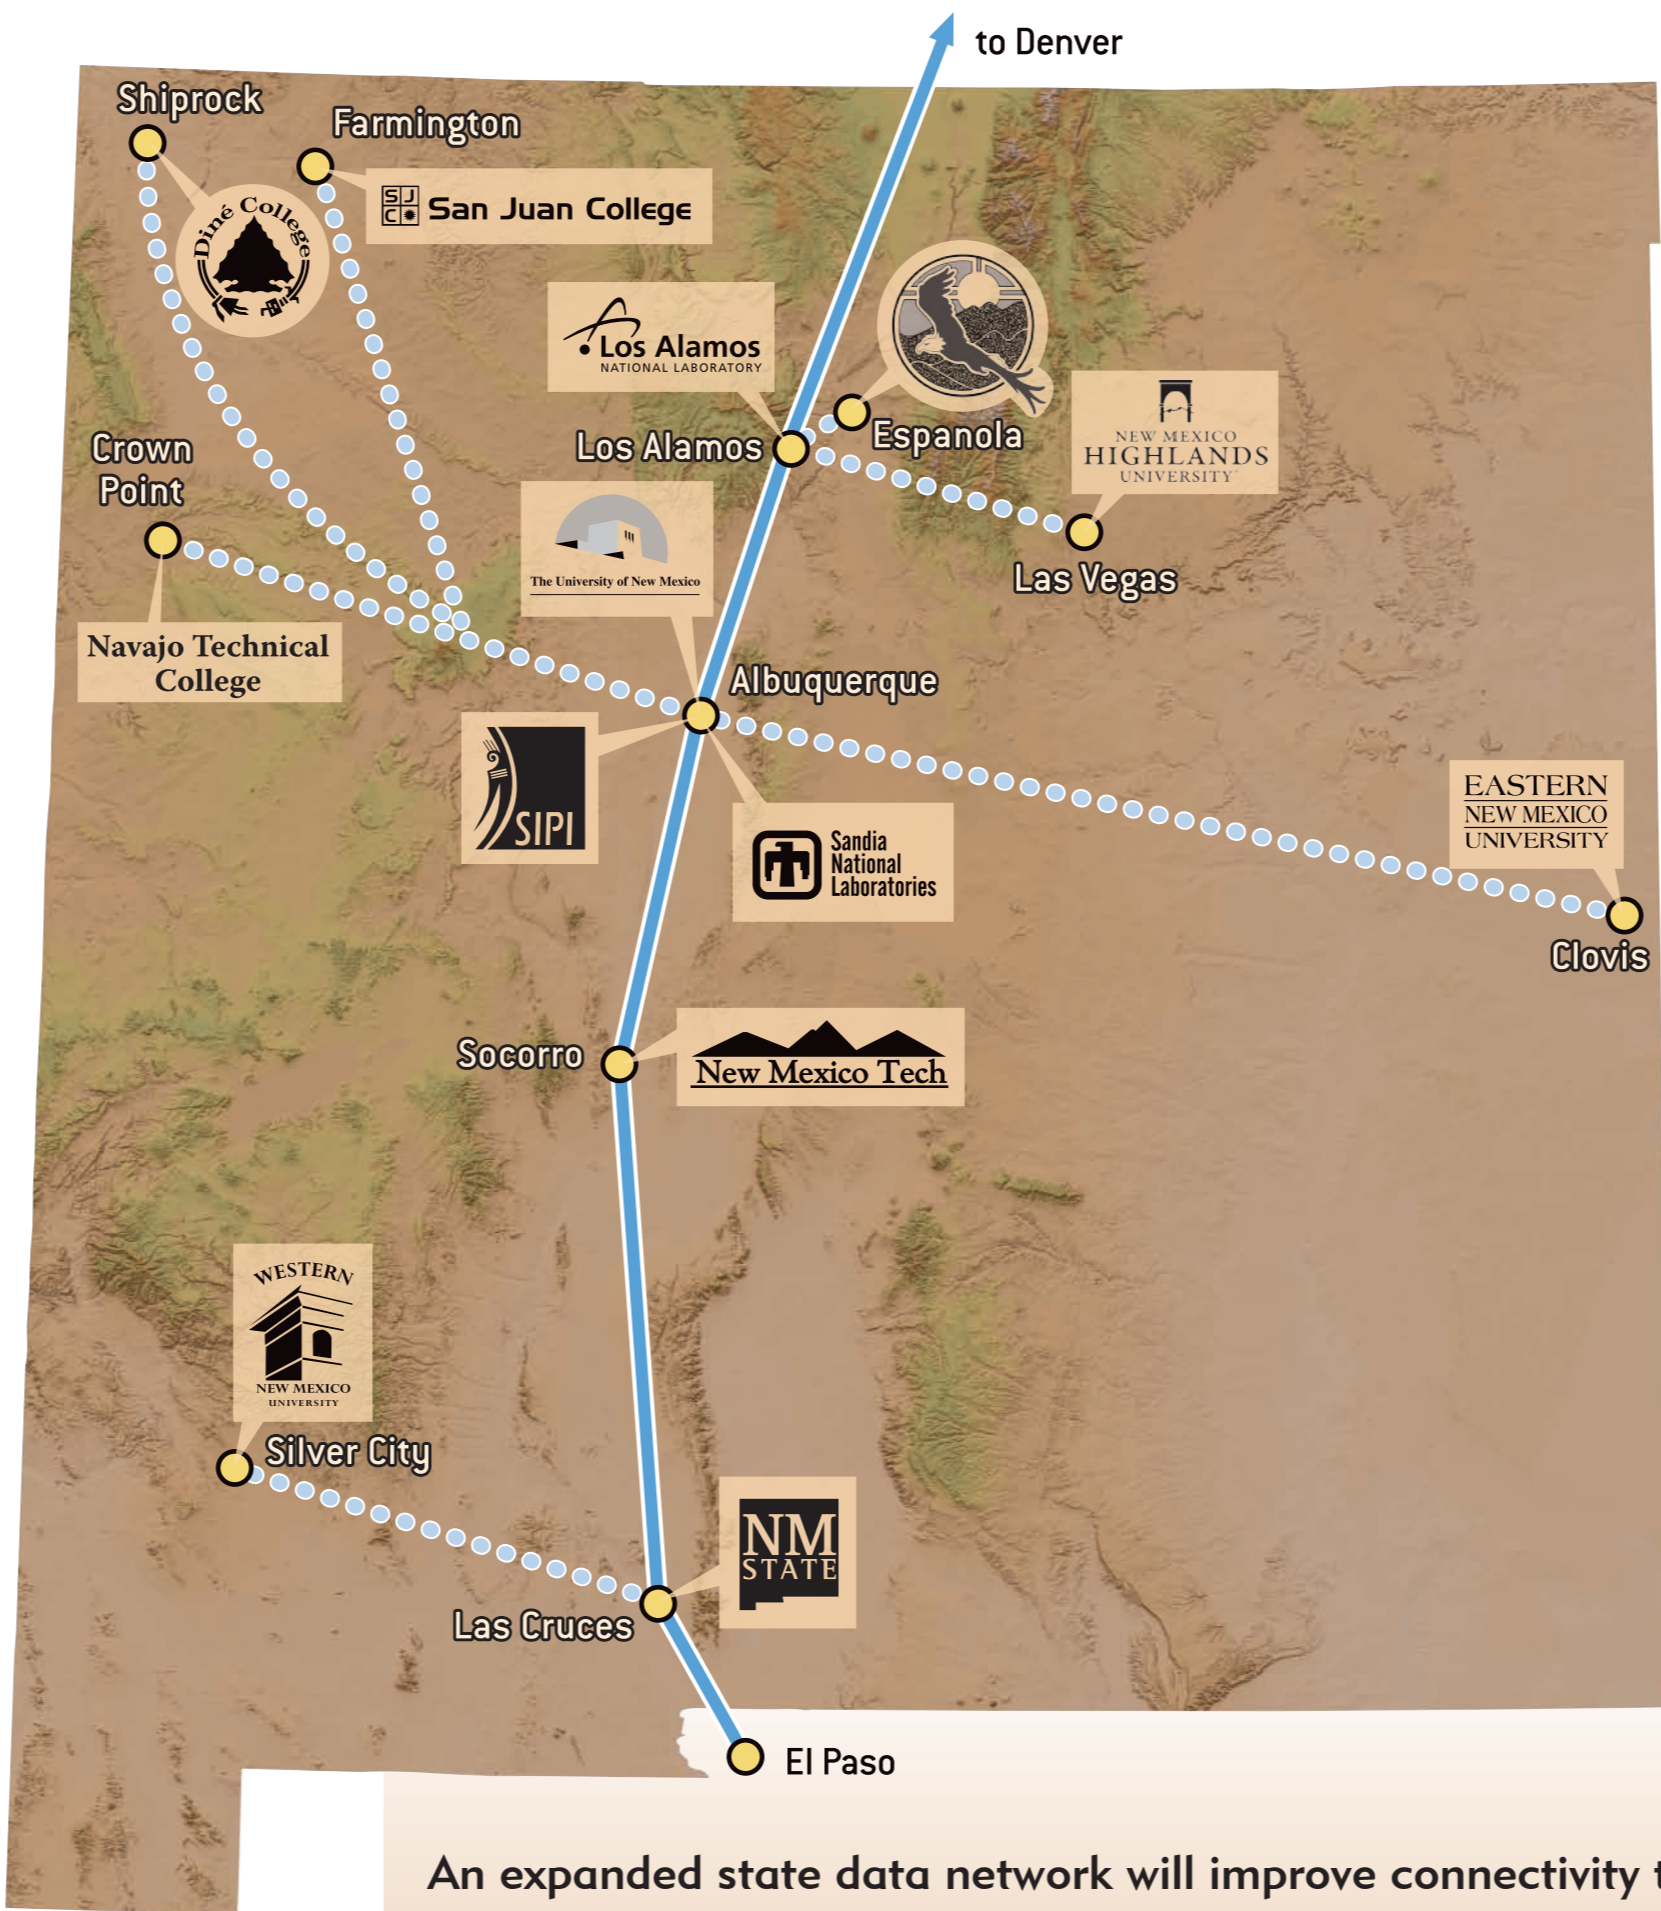 to Denver
Shiprock
Farmington
SJC San Juan College
Diné College
Los Alamos
NATIONAL LABORATORY
Los Alamos
Espanola
NEW MEXICO
HIGHLANDS
UNIVERSITY
Las Vegas
Crown
Point
Navajo Technical
College
The University of New Mexico
Albuquerque
SIPI
Sandia
National
Laboratories
EASTERN
NEW MEXICO
UNIVERSITY
Clovis
Socorro
New Mexico Tech
WESTERN
NEW MEXICO
UNIVERSITY
Silver City
NM
STATE
Las Cruces
El Paso
An expanded state data network will improve connectivity t